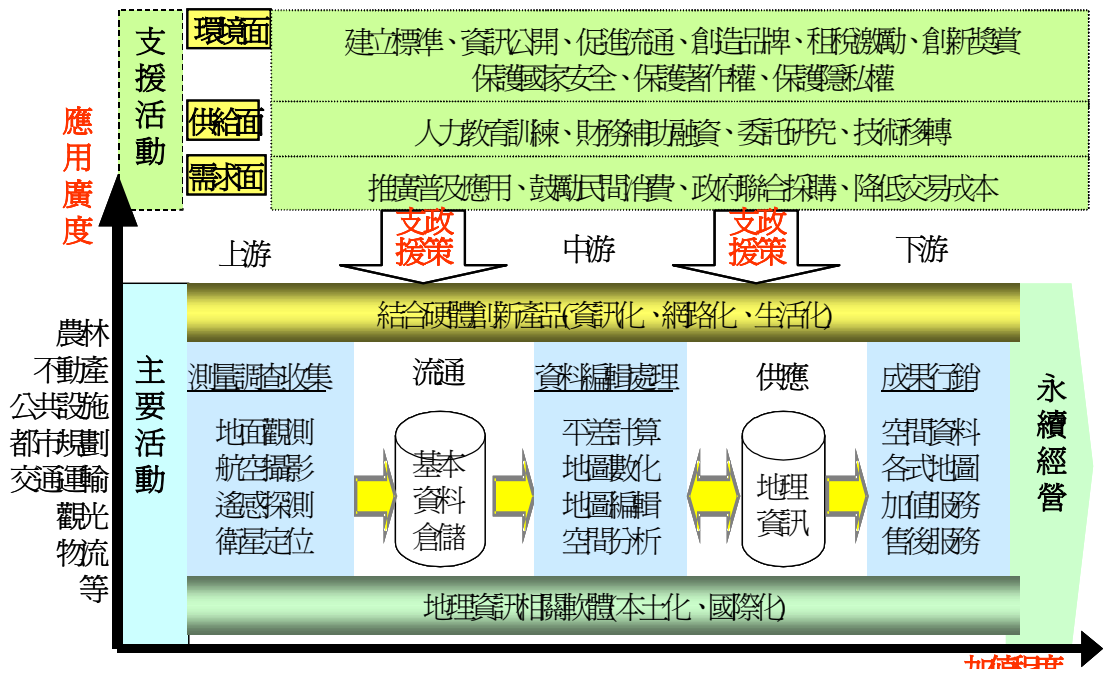 支援活動
環境面
建立標準、資訊公開、促進流通、創造品牌、租稅激勵、創新獎賞
保護國家安全、保護著作權、保護隱私權
供給面
人力教育訓練、財務補助融資、委託研究、技術移轉
需求面
推廣普及應用、鼓勵民間消費、政府聯合採購、降低交易成本
應用廣度
上游
支政
援策
中游
支政
援策
下游
結合硬體創新產品(資訊化、網路化、生活化)
農林
不動產
公共設施
都市規劃
交通運輸
觀光
物流
等
主要活動
測量調查收集
地面觀測
航空攝影
遙感探測
衛星定位
流通
基本
資料
倉儲
資料編輯處理
平差計算
地圖數化
地圖編輯
空間分析
供應
地理
資訊
成果行銷
空間資料
各式地圖
加值服務
售後服務
永續經營
地理資訊相關軟體(本土化、國際化)
加值程度